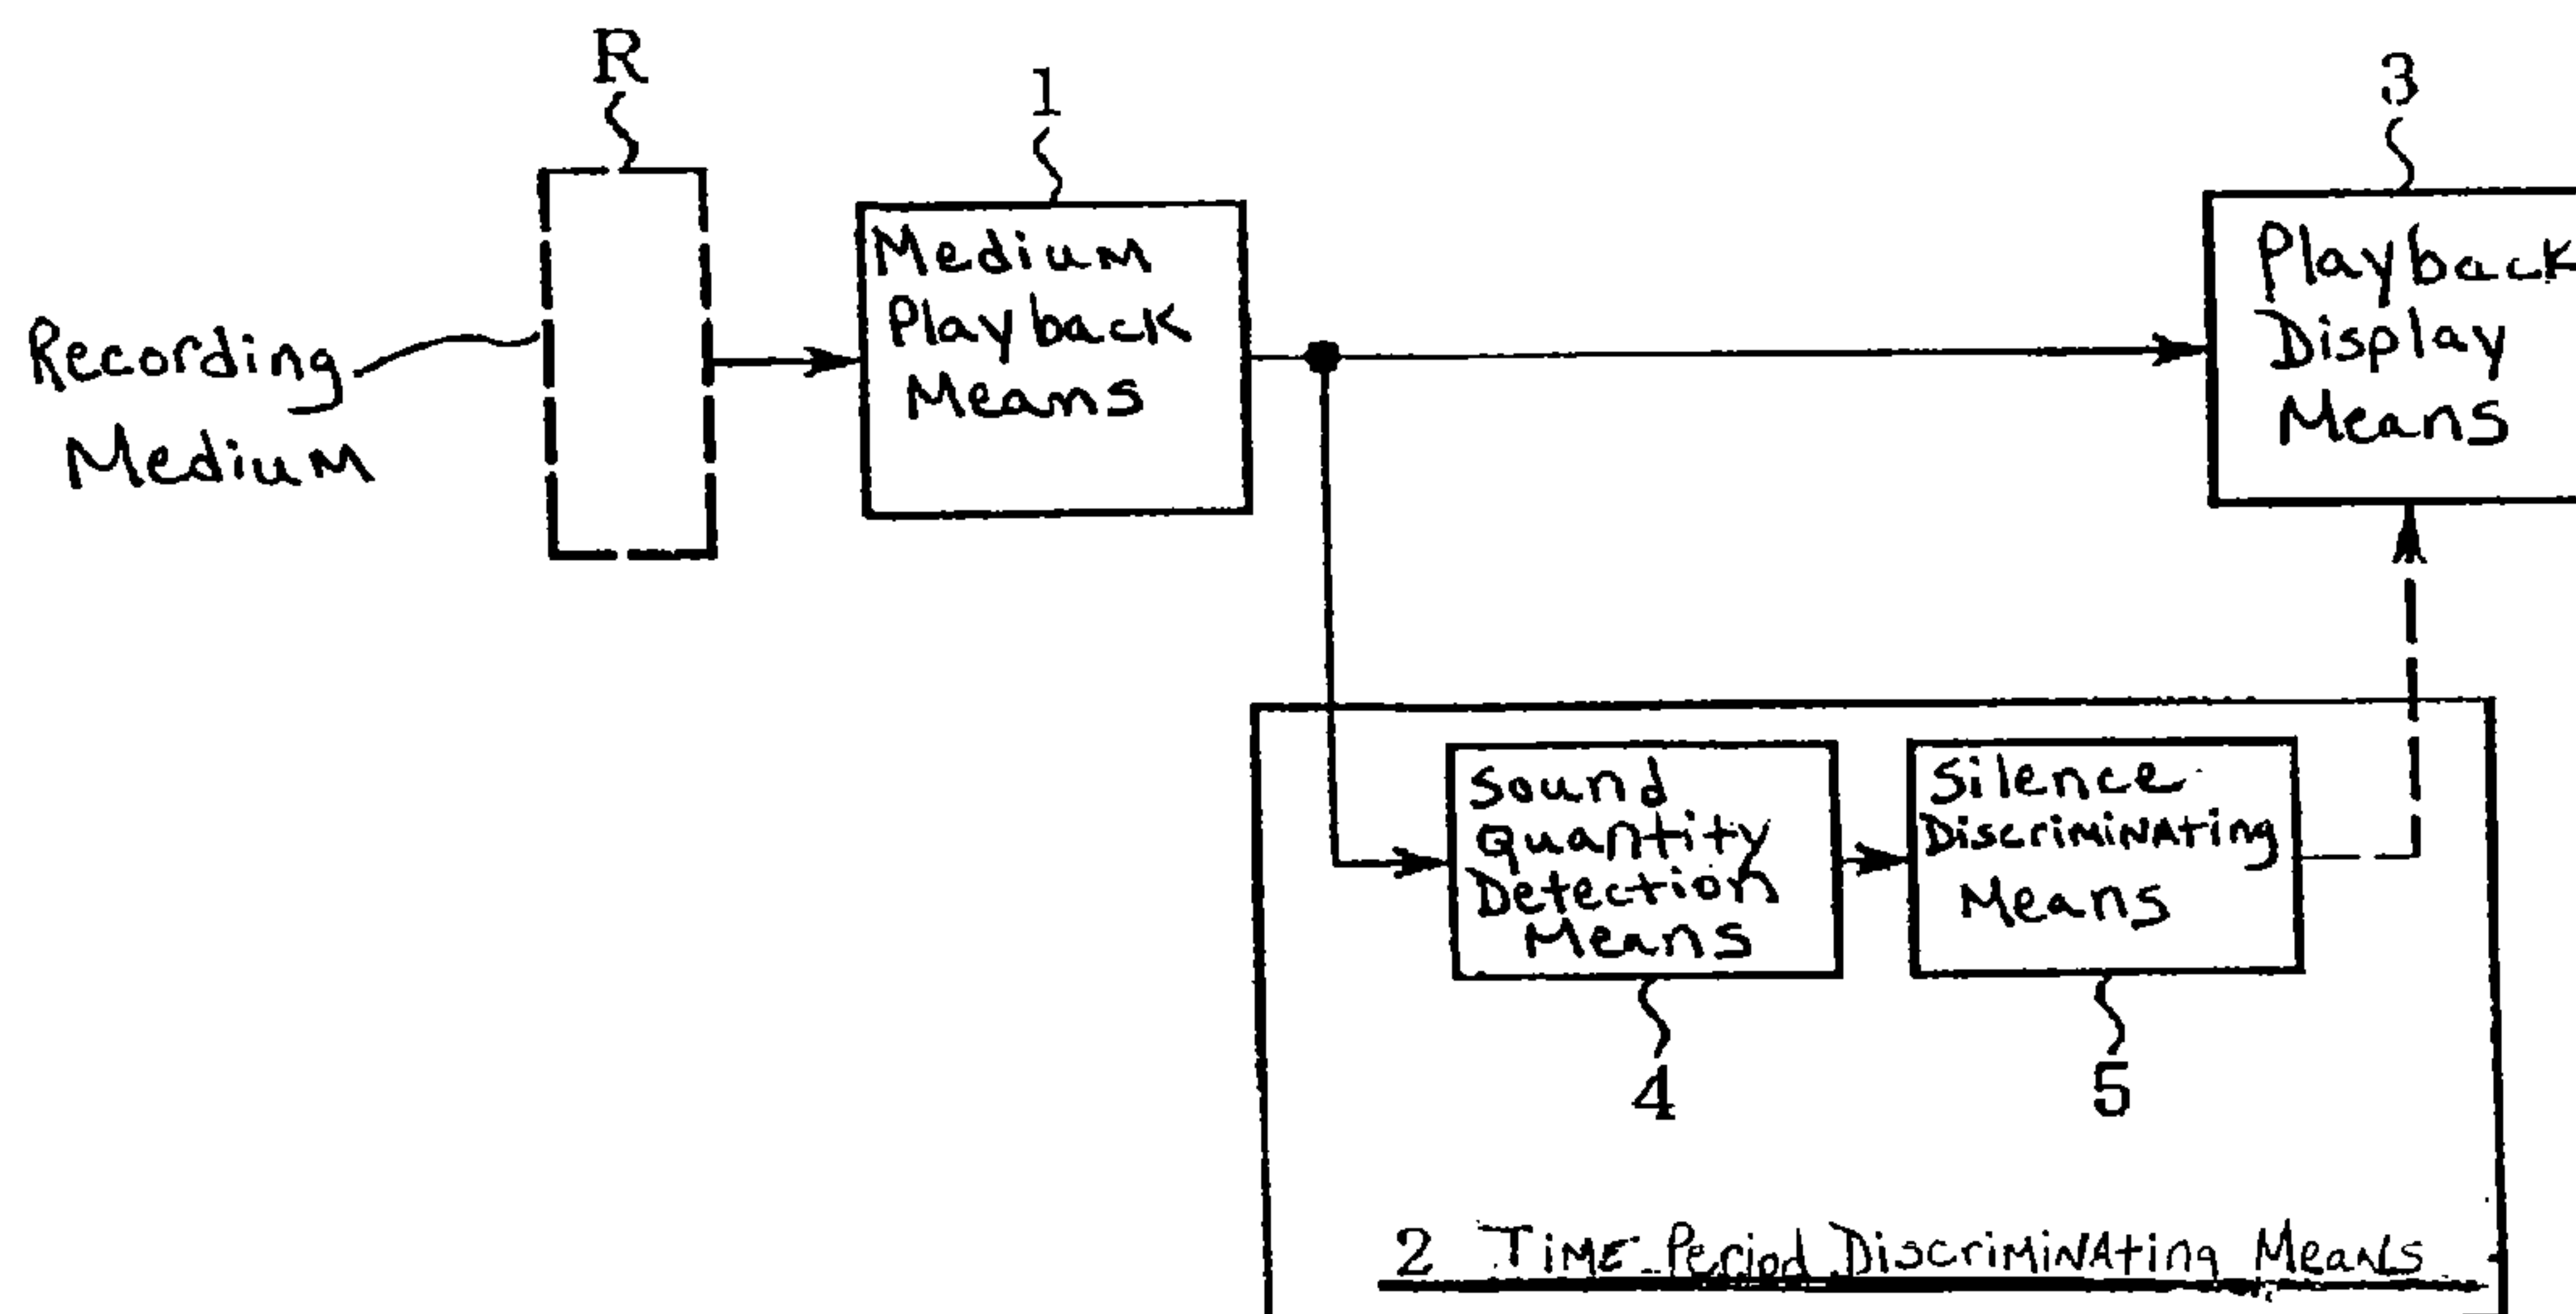 R
1
3
Recording
Medium
Medium
Playback
Means
Playback
Display
Means
Sound
Quantity
Detection
Means
Silence
Discriminating
Means
4
5
2 Time Period Discriminating Means